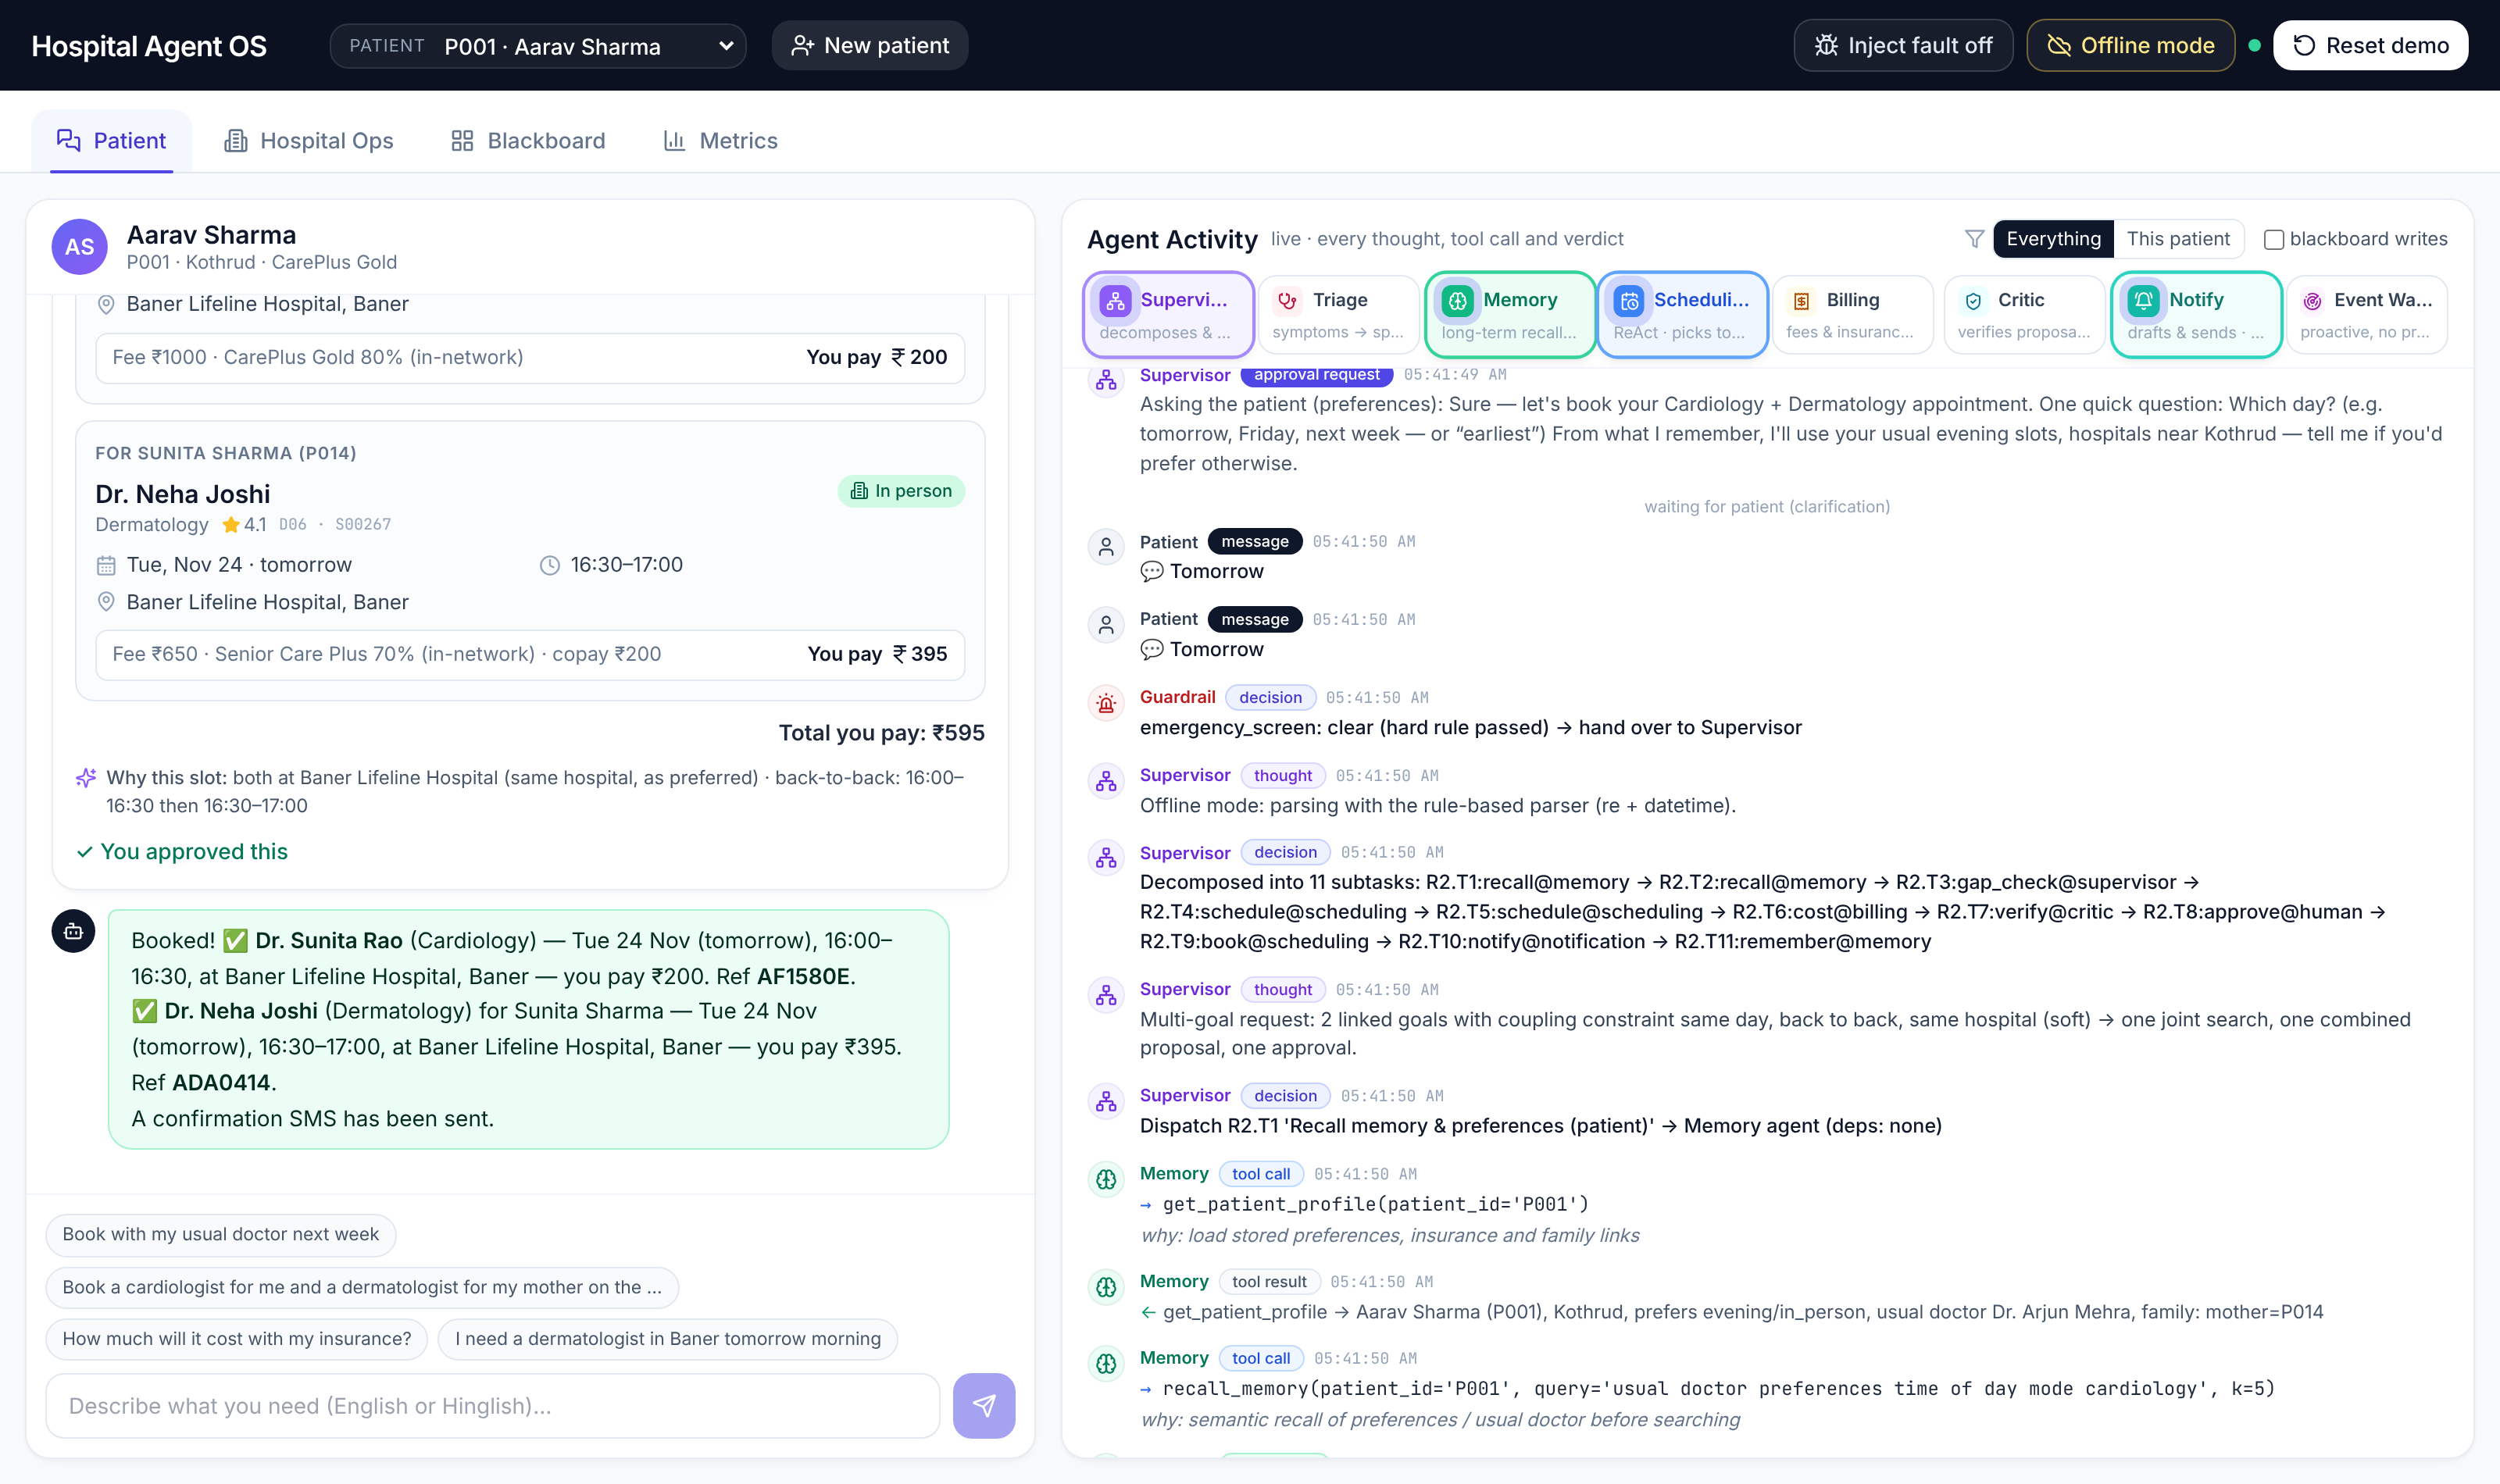 Hospital Agent OS
PATIENT P001 · Aarav Sharma
New patient
Inject fault off
Offline mode
Reset demo
Patient
Hospital Ops
Blackboard
Metrics
AS
Aarav Sharma
P001 · Kothrud · CarePlus Gold
Baner Lifeline Hospital, Baner
Fee ₹1000 · CarePlus Gold 80% (in-network)
You pay ₹ 200
FOR SUNITA SHARMA (P014)
Dr. Neha Joshi
In person
Dermatology ⭐ 4.1 D06 · S00267
Tue, Nov 24 · tomorrow
16:30–17:00
Baner Lifeline Hospital, Baner
Fee ₹650 · Senior Care Plus 70% (in-network) · copay ₹200
You pay ₹ 395
Total you pay: ₹595
Why this slot: both at Baner Lifeline Hospital (same hospital, as preferred) · back-to-back: 16:00–
16:30 then 16:30–17:00
You approved this
Booked! ✅ Dr. Sunita Rao (Cardiology) — Tue 24 Nov (tomorrow), 16:00–
16:30, at Baner Lifeline Hospital, Baner — you pay ₹200. Ref AF1580E.
✅ Dr. Neha Joshi (Dermatology) for Sunita Sharma — Tue 24 Nov
(tomorrow), 16:30–17:00, at Baner Lifeline Hospital, Baner — you pay ₹395.
Ref ADA0414.
A confirmation SMS has been sent.
Book with my usual doctor next week
Book a cardiologist for me and a dermatologist for my mother on the ...
How much will it cost with my insurance?
I need a dermatologist in Baner tomorrow morning
Describe what you need (English or Hinglish)...
Agent Activity live · every thought, tool call and verdict
Everything
This patient
blackboard writes
Supervi...
decomposes & ...
Triage
symptoms → sp...
Memory
long-term recall...
Scheduli...
ReAct · picks to...
Billing
fees & insuranc...
Critic
verifies proposa...
Notify
drafts & sends · ...
Event Wa...
proactive, no pr...
Supervisor approval request 05:41:49 AM
Asking the patient (preferences): Sure — let's book your Cardiology + Dermatology appointment. One quick question: Which day? (e.g.
tomorrow, Friday, next week — or “earliest”) From what I remember, I'll use your usual evening slots, hospitals near Kothrud — tell me if you'd
prefer otherwise.
waiting for patient (clarification)
Patient message 05:41:50 AM
💬 Tomorrow
Patient message 05:41:50 AM
💬 Tomorrow
Guardrail decision 05:41:50 AM
emergency_screen: clear (hard rule passed) → hand over to Supervisor
Supervisor thought 05:41:50 AM
Offline mode: parsing with the rule-based parser (re + datetime).
Supervisor decision 05:41:50 AM
Decomposed into 11 subtasks: R2.T1:recall@memory → R2.T2:recall@memory → R2.T3:gap_check@supervisor →
R2.T4:schedule@scheduling → R2.T5:schedule@scheduling → R2.T6:cost@billing → R2.T7:verify@critic → R2.T8:approve@human →
R2.T9:book@scheduling → R2.T10:notify@notification → R2.T11:remember@memory
Supervisor thought 05:41:50 AM
Multi-goal request: 2 linked goals with coupling constraint same day, back to back, same hospital (soft) → one joint search, one combined
proposal, one approval.
Supervisor decision 05:41:50 AM
Dispatch R2.T1 'Recall memory & preferences (patient)' → Memory agent (deps: none)
Memory tool call 05:41:50 AM
→ get_patient_profile(patient_id='P001')
why: load stored preferences, insurance and family links
Memory tool result 05:41:50 AM
← get_patient_profile → Aarav Sharma (P001), Kothrud, prefers evening/in_person, usual doctor Dr. Arjun Mehra, family: mother=P014
Memory tool call 05:41:50 AM
→ recall_memory(patient_id='P001', query='usual doctor preferences time of day mode cardiology', k=5)
why: semantic recall of preferences / usual doctor before searching